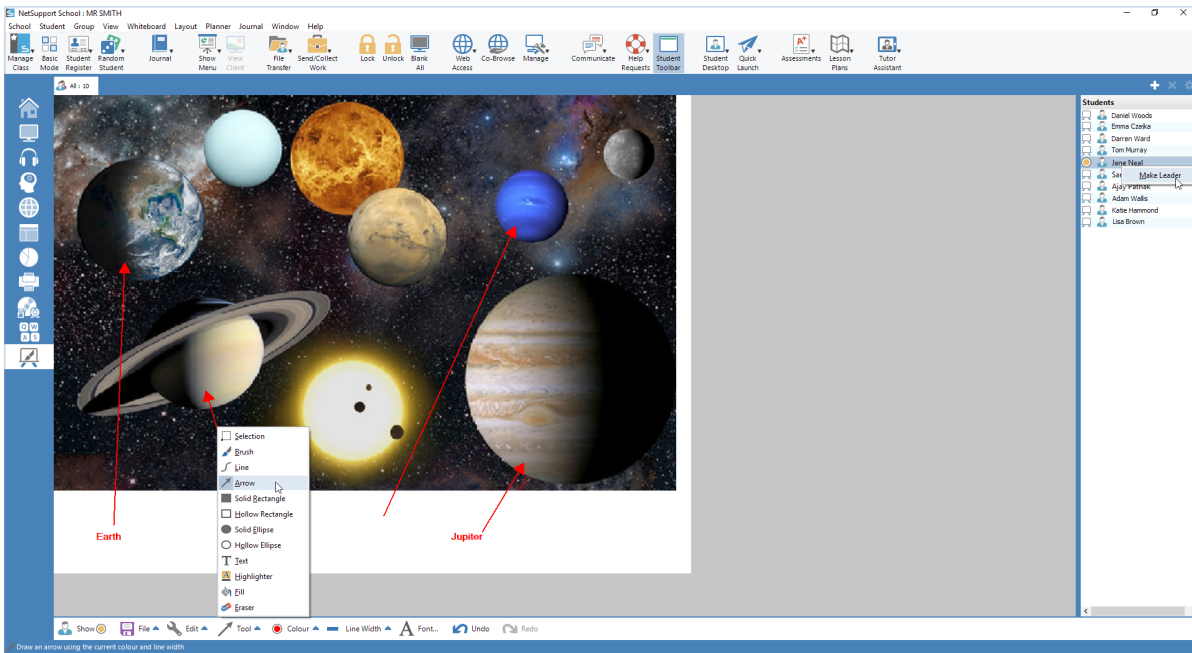 NetSupport School : MR SMITH
School Student Group View Whiteboard Layout Planner Journal Window Help
Manage Class
Basic Mode
Student Register
Random Student
Journal
Show Menu
View Client
File Transfer
Send/Collect Work
Lock
Unlock
Blank All
Web Access
Co-Browse
Manage
Communicate
Help Requests
Student Toolbar
Student Desktop
Quick Launch
Assessments
Lesson Plans
Tutor Assistant
All : 10
Students
Daniel Woods
Emma Czajka
Darren Ward
Tom Murray
Jane Neal
Make Leader
Ajay Pathak
Adam Wallis
Katie Hammond
Lisa Brown
Q W
A S
Selection
Brush
Line
Arrow
Solid Rectangle
Hollow Rectangle
Solid Ellipse
Hollow Ellipse
Text
Highlighter
Fill
Eraser
Earth
Jupiter
Show File Edit Tool Colour Line Width Font... Undo Redo
Draw an arrow using the current colour and line width